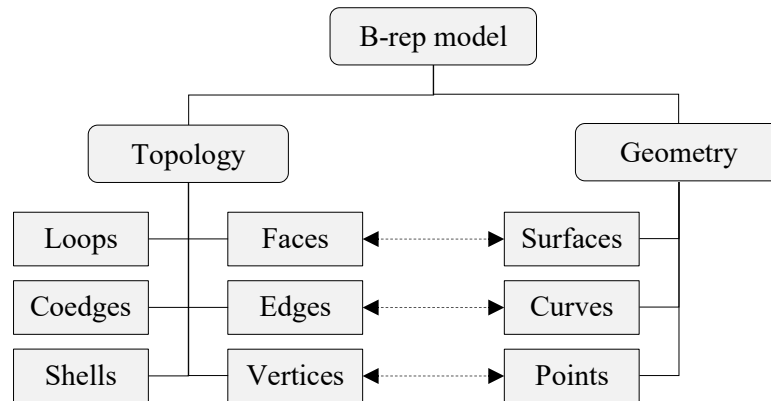 B-rep model
Topology
Geometry
Loops
Faces
Surfaces
Coedges
Edges
Curves
Shells
Vertices
Points